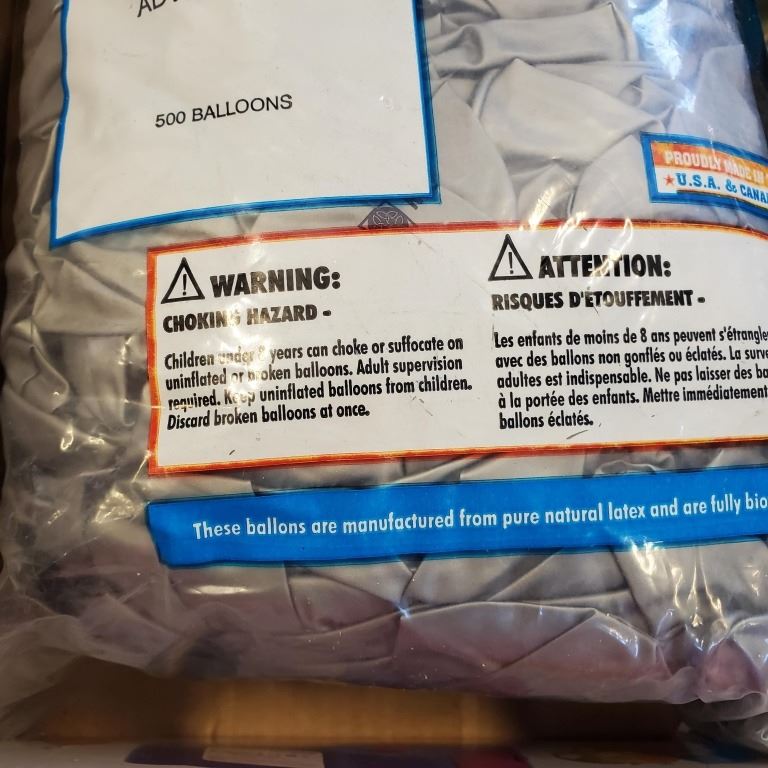 500 BALLOONS
PROUDLY MADE IN
★U.S.A. & CANA
WARNING:
CHOKING HAZARD -
Children under 8 years can choke or suffocate on
uninflated or broken balloons. Adult supervision
required. Keep uninflated balloons from children.
Discard broken balloons at once.
ATTENTION:
RISQUES D'ETOUFFEMENT -
Les enfants de moins de 8 ans peuvent s'étrangle
avec des ballons non gonflés ou éclatés. La surve
adultes est indispensable. Ne pas laisser des ba
à la portée des enfants. Mettre immédiatement
ballons éclatés.
These ballons are manufactured from pure natural latex and are fully bio